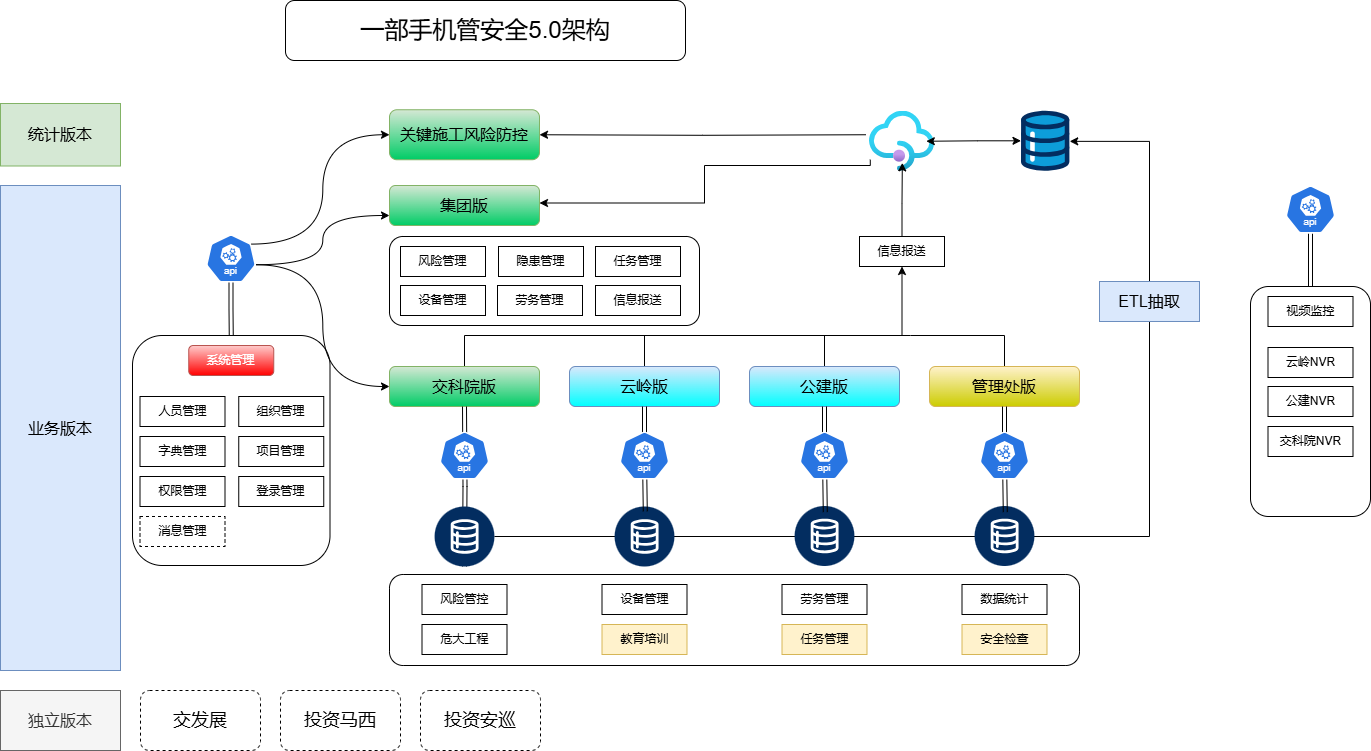 一部手机管安全5.0架构
统计版本
关键施工风险防控
集团版
业务版本
api
api
风险管理
隐患管理
任务管理
设备管理
劳务管理
信息报送
信息报送
ETL抽取
视频监控
云岭NVR
公建NVR
交科院NVR
系统管理
人员管理
组织管理
字典管理
项目管理
权限管理
登录管理
消息管理
交科院版
云岭版
公建版
管理处版
api
api
api
api
风险管控
设备管理
劳务管理
数据统计
危大工程
教育培训
任务管理
安全检查
独立版本
交发展
投资马西
投资安巡